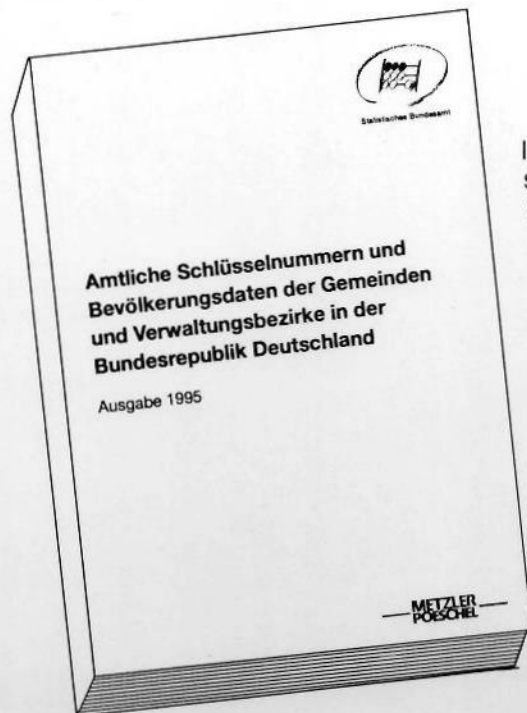 Statistisches Bundesamt
Amtliche Schlüsselnummern und
Bevölkerungsdaten der Gemeinden
und Verwaltungsbezirke in der
Bundesrepublik Deutschland
Ausgabe 1995
METZLER
POESCHEL